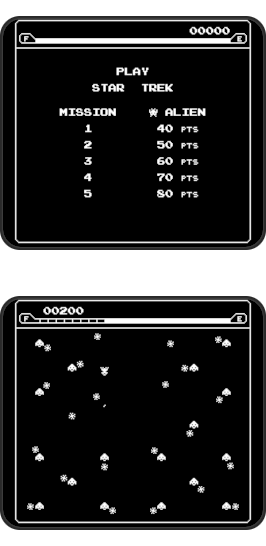 00000
F E
PLAY
STAR TREK
MISSION ALIEN
1 40 PTS
2 50 PTS
3 60 PTS
4 70 PTS
5 80 PTS
00200
F E